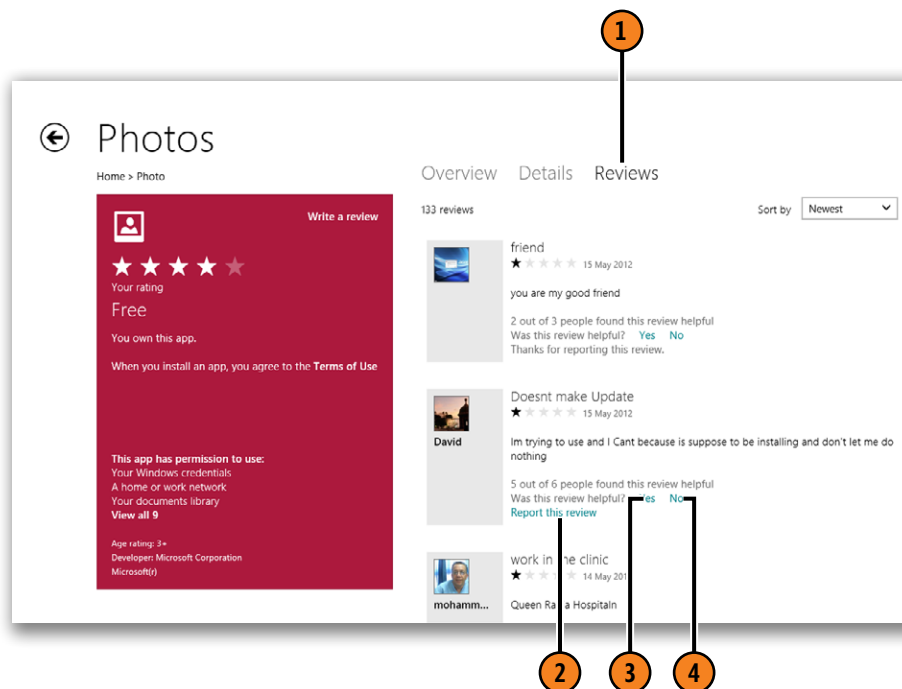 1
Photos
Home > Photo
Write a review
Your rating
Free
You own this app.
When you install an app, you agree to the Terms of Use
This app has permission to use:
Your Windows credentials
A home or work network
Your documents library
View all 9
Age rating: 3+
Developer: Microsoft Corporation
Microsoft(r)
Overview Details Reviews
133 reviews
Sort by Newest
friend
15 May 2012
you are my good friend
2 out of 3 people found this review helpful
Was this review helpful? Yes No
Thanks for reporting this review.
Doesnt make Update
15 May 2012
David
Im trying to use and I Cant because is suppose to be installing and don't let me do
nothing
5 out of 6 people found this review helpful
Was this review helpful? Yes No
Report this review
work in the clinic
14 May 201
mohamm...
Queen Hospitaln
2 3 4